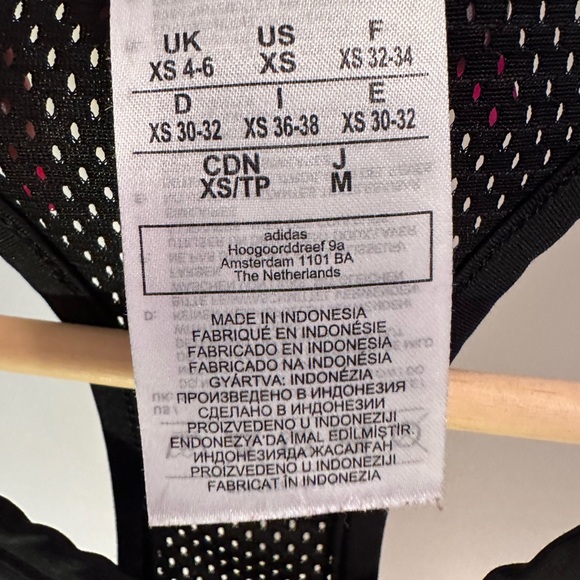 UK US F
XS 4-6 XS XS 32-34
D I E
XS 30-32 XS 36-38 XS 30-32
CDN J
XS/TP M
adidas
Hoogoorddreef 9a
Amsterdam 1101 BA
The Netherlands
MADE IN INDONESIA
FABRIQUÉ EN INDONÉSIE
FABRICADO EN INDONESIA
FABRICADO NA INDONÉSIA
GYÁRTVA: INDONÉZIA
ПРОИЗВЕДЕНО В ИНДОНЕЗИЯ
СДЕЛАНО В ИНДОНЕЗИИ
PROIZVEDENO U INDONEZIJI
ENDONEZYA'DA İMAL EDİLMİŞTİR.
ИНДОНЕЗИЯДА ЖАСАЛҒАН
PROIZVEDENO U INDONEZIJI
FABRICAT ÎN INDONEZIA